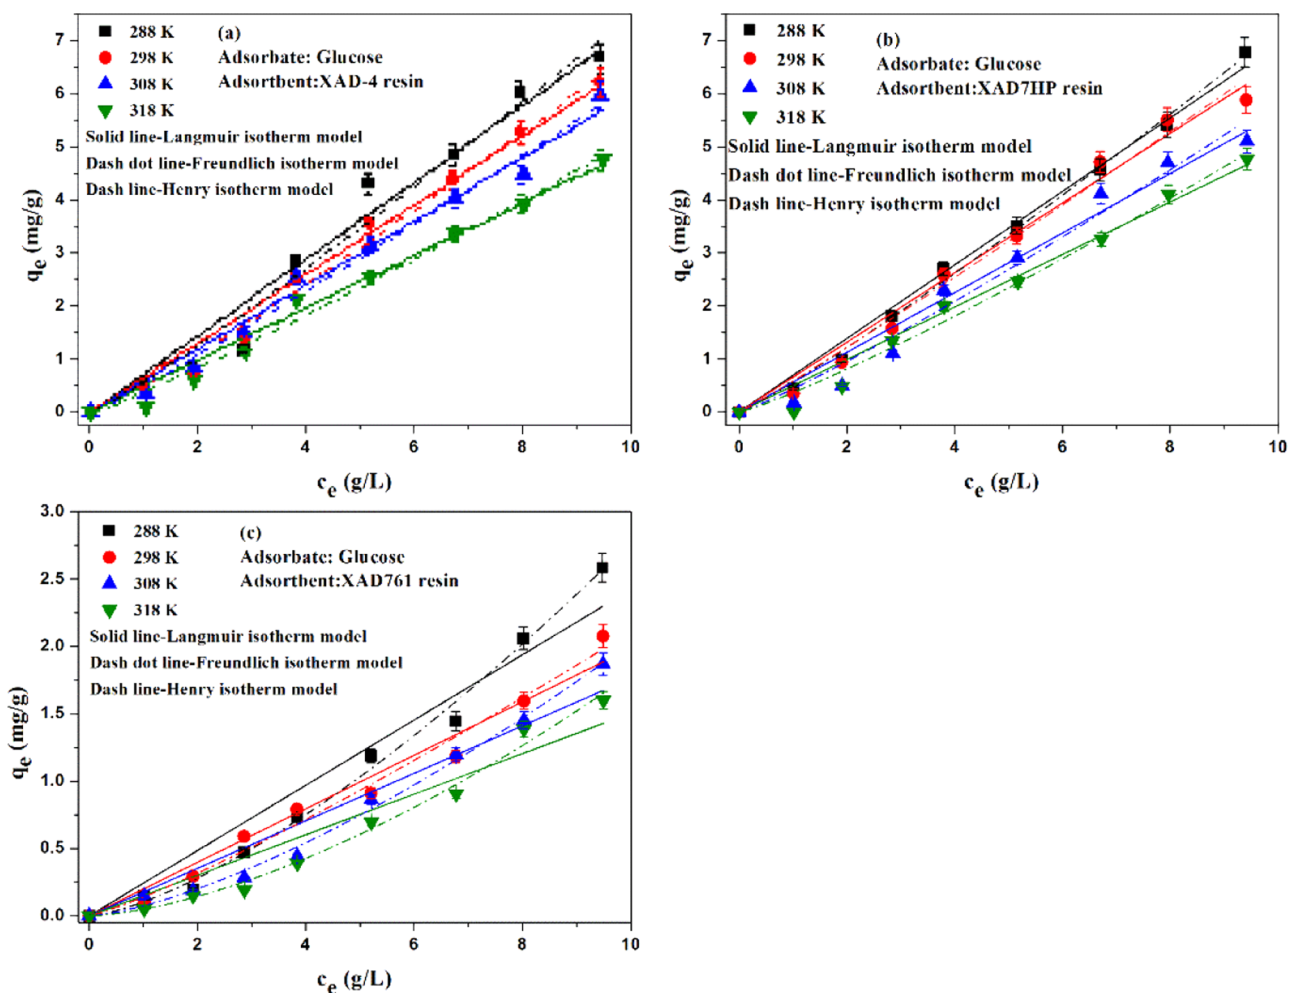 (a)
288 K
298 K
308 K
318 K
Adsorbate: Glucose
Adsortbent:XAD-4 resin
Solid line-Langmuir isotherm model
Dash dot line-Freundlich isotherm model
Dash line-Henry isotherm model
7
6
5
4
3
2
1
0
qe (mg/g)
0 2 4 6 8 10
ce (g/L)
(b)
288 K
298 K
308 K
318 K
Adsorbate: Glucose
Adsortbent:XAD7HP resin
Solid line-Langmuir isotherm model
Dash dot line-Freundlich isotherm model
Dash line-Henry isotherm model
7
6
5
4
3
2
1
0
qe (mg/g)
0 2 4 6 8 10
ce (g/L)
(c)
288 K
298 K
308 K
318 K
Adsorbate: Glucose
Adsortbent:XAD761 resin
Solid line-Langmuir isotherm model
Dash dot line-Freundlich isotherm model
Dash line-Henry isotherm model
3.0
2.5
2.0
1.5
1.0
0.5
0.0
qe (mg/g)
0 2 4 6 8 10
ce (g/L)